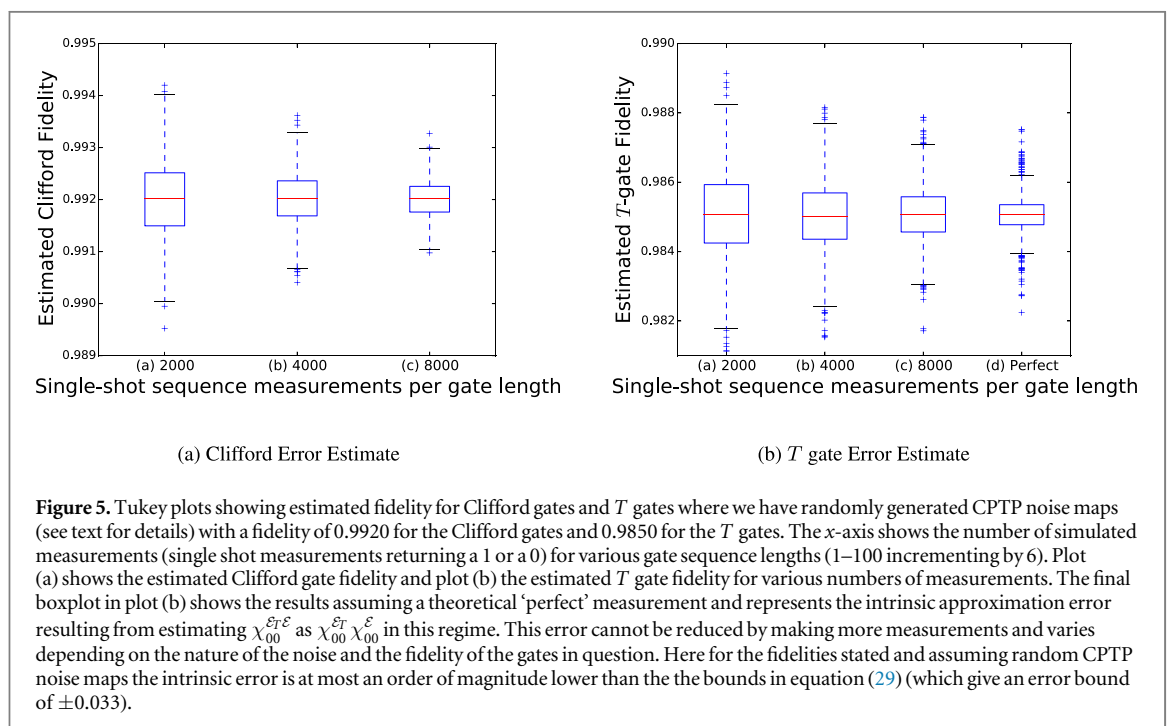 0.995
0.994
0.993
0.992
0.991
0.990
0.989
Estimated Clifford Fidelity
(a) 2000 (b) 4000 (c) 8000
Single-shot sequence measurements per gate length
0.990
0.988
0.986
0.984
0.982
Estimated T-gate Fidelity
(a) 2000 (b) 4000 (c) 8000 (d) Perfect
Single-shot sequence measurements per gate length
(a) Clifford Error Estimate
(b) T gate Error Estimate
Figure 5. Tukey plots showing estimated fidelity for Clifford gates and T gates where we have randomly generated CPTP noise maps
(see text for details) with a fidelity of 0.9920 for the Clifford gates and 0.9850 for the T gates. The x-axis shows the number of simulated
measurements (single shot measurements returning a 1 or a 0) for various gate sequence lengths (1–100 incrementing by 6). Plot
(a) shows the estimated Clifford gate fidelity and plot (b) the estimated T gate fidelity for various numbers of measurements. The final
boxplot in plot (b) shows the results assuming a theoretical ‘perfect’ measurement and represents the intrinsic approximation error
resulting from estimating χ₀₀^{ℰ_Tℰ} as χ₀₀^{ℰ_T} χ₀₀^{ℰ} in this regime. This error cannot be reduced by making more measurements and varies
depending on the nature of the noise and the fidelity of the gates in question. Here for the fidelities stated and assuming random CPTP
noise maps the intrinsic error is at most an order of magnitude lower than the the bounds in equation (29) (which give an error bound
of ±0.033).